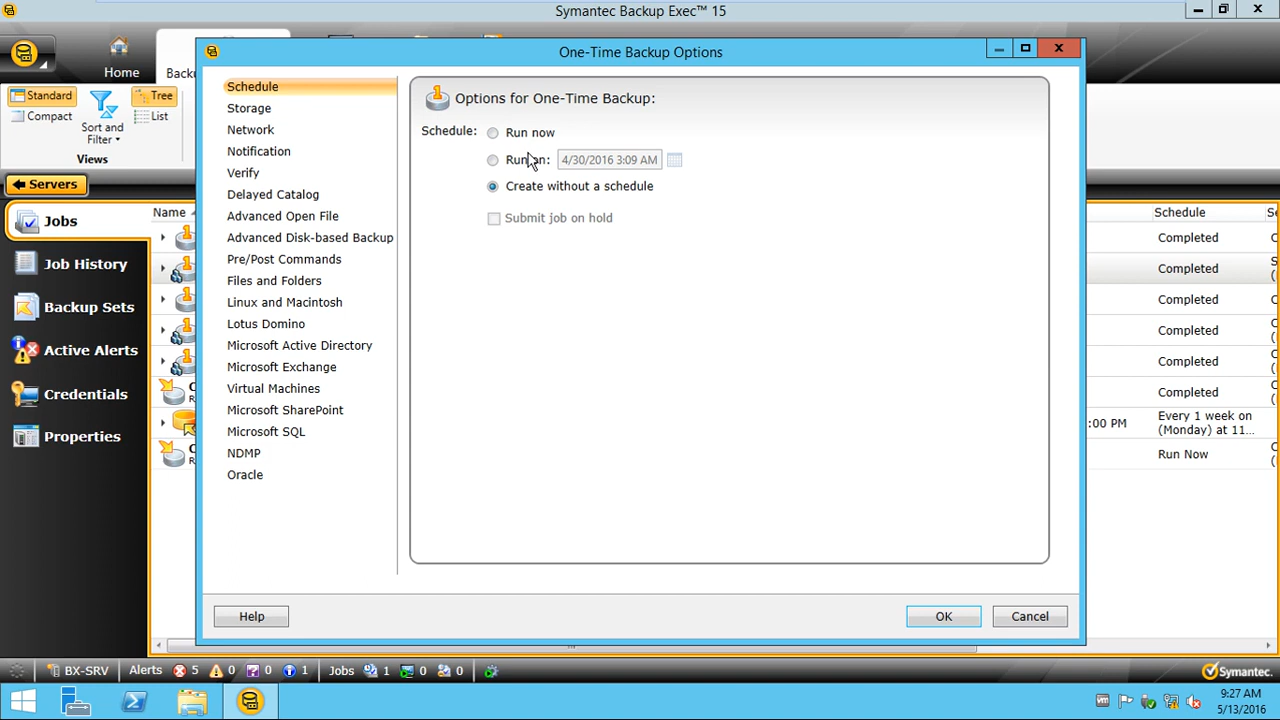 Symantec Backup Exec™ 15
Home
Standard
Compact
Sort and
Filter
Tree
List
Views
Servers
Jobs
Job History
Backup Sets
Active Alerts
Credentials
Properties
Name
One-Time Backup Options
Schedule
Storage
Network
Notification
Verify
Delayed Catalog
Advanced Open File
Advanced Disk-based Backup
Pre/Post Commands
Files and Folders
Linux and Macintosh
Lotus Domino
Microsoft Active Directory
Microsoft Exchange
Virtual Machines
Microsoft SharePoint
Microsoft SQL
NDMP
Oracle
Options for One-Time Backup:
Schedule:
Run now
4/30/2016 3:09 AM
Create without a schedule
Submit job on hold
Help
OK
Cancel
Schedule
Completed
Completed
Completed
Completed
Completed
Completed
:00 PM
Every 1 week on
(Monday) at 11...
Run Now
BX-SRV
Alerts
5
0
0
1
Jobs
1
0
0
Symantec.
9:27 AM
5/13/2016